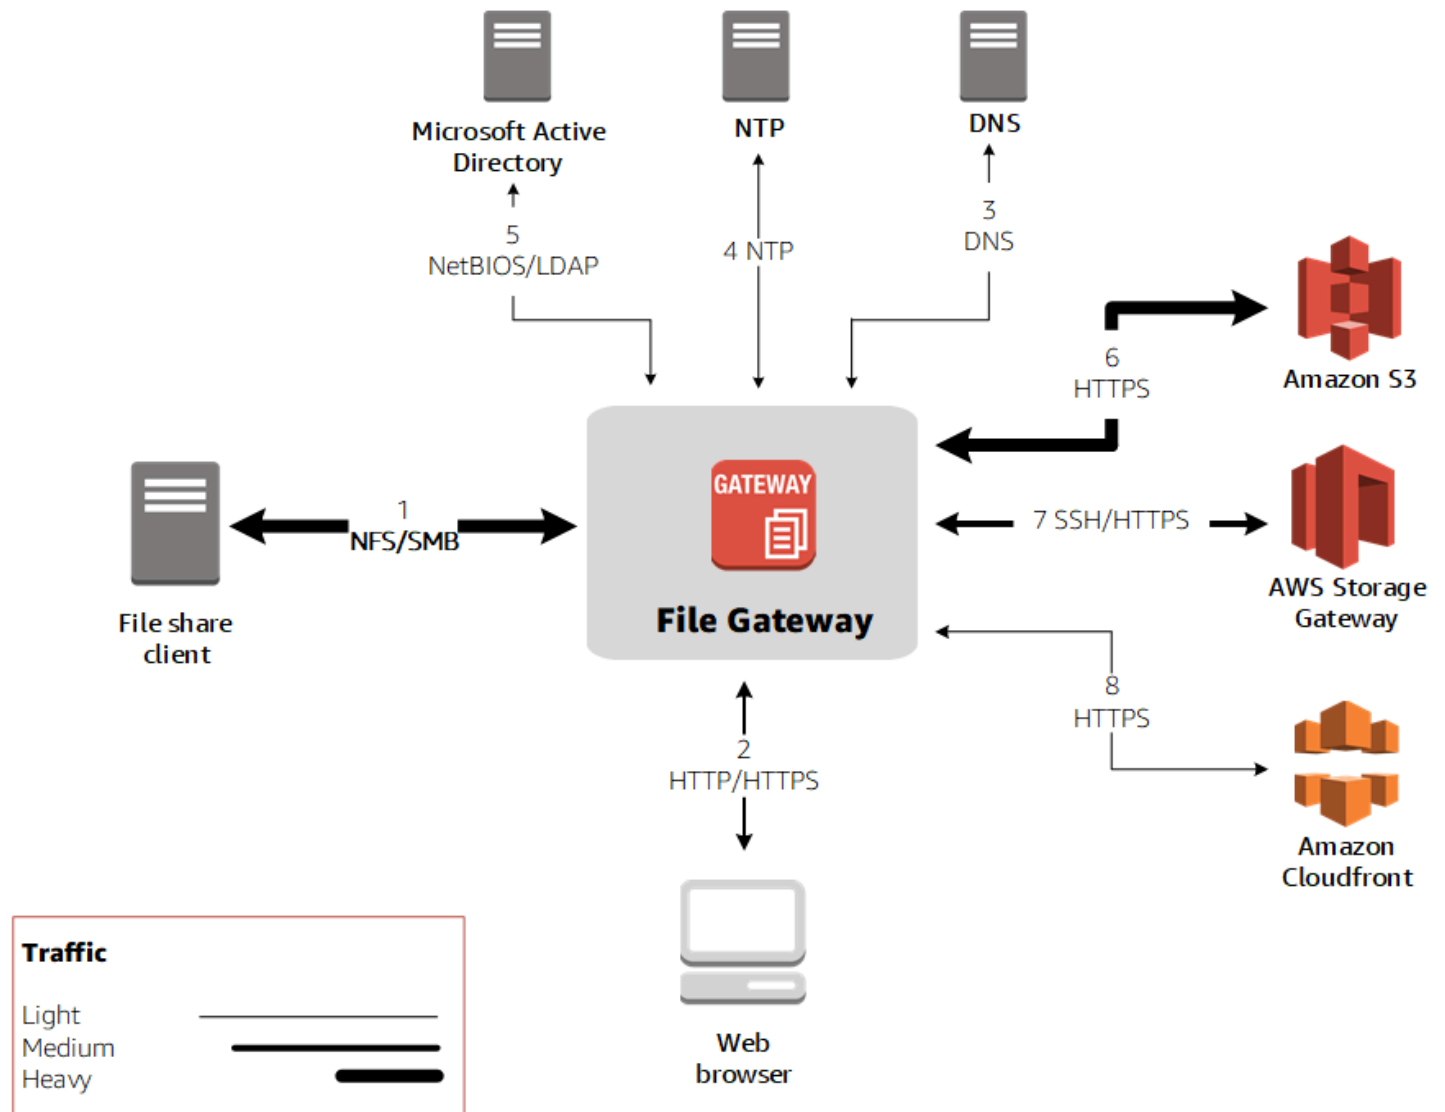 Microsoft Active
Directory
NTP
DNS
5
NetBIOS/LDAP
4 NTP
3
DNS
6
HTTPS
Amazon S3
1
NFS/SMB
GATEWAY
File Gateway
7 SSH/HTTPS
AWS Storage
Gateway
File share
client
8
HTTPS
2
HTTP/HTTPS
Amazon
Cloudfront
Traffic
Light
Medium
Heavy
Web
browser